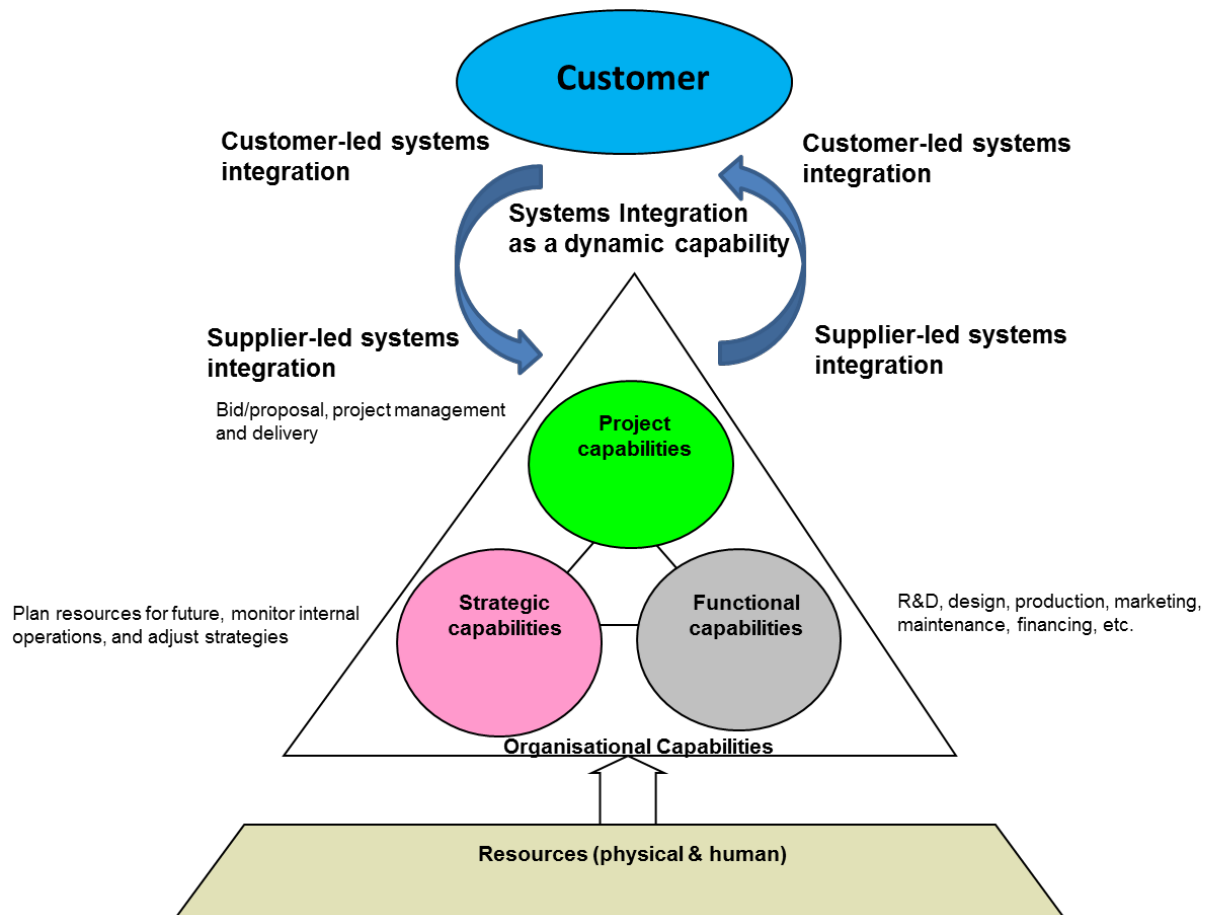 Customer
Customer-led systems
integration
Customer-led systems
integration
Systems Integration
as a dynamic capability
Supplier-led systems
integration
Supplier-led systems
integration
Bid/proposal, project management
and delivery
Project
capabilities
Plan resources for future, monitor internal
operations, and adjust strategies
Strategic
capabilities
Functional
capabilities
R&D, design, production, marketing,
maintenance, financing, etc.
Organisational Capabilities
Resources (physical & human)